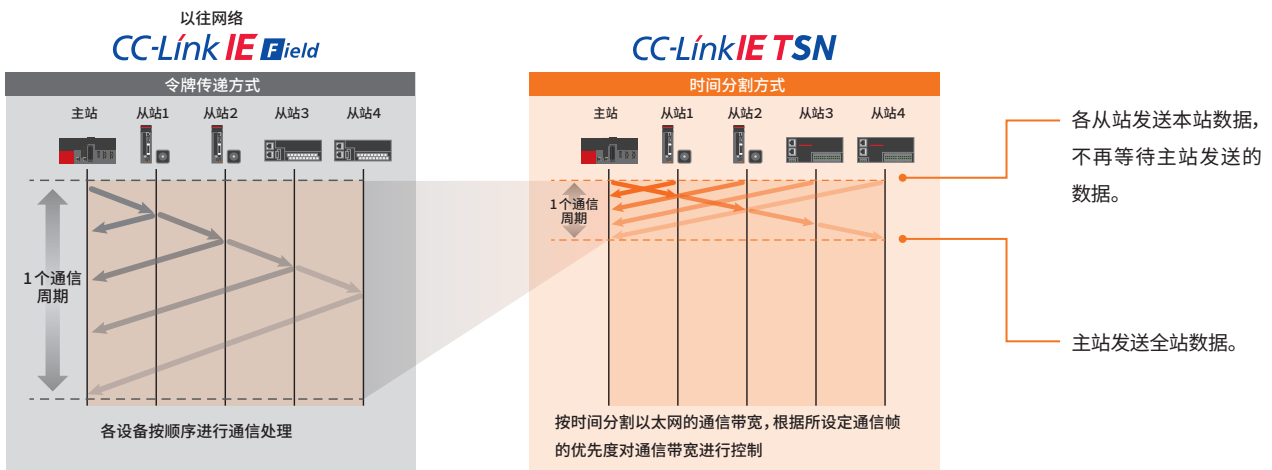 以往网络
CC-Link IE Field
令牌传递方式
主站 从站1 从站2 从站3 从站4
1个通信
周期
各设备按顺序进行通信处理
CC-Link IE TSN
时间分割方式
主站 从站1 从站2 从站3 从站4
1个通信
周期
按时间分割以太网的通信带宽，根据所设定通信帧
的优先度对通信带宽进行控制
各从站发送本站数据，
不再等待主站发送的
数据。
主站发送全站数据。